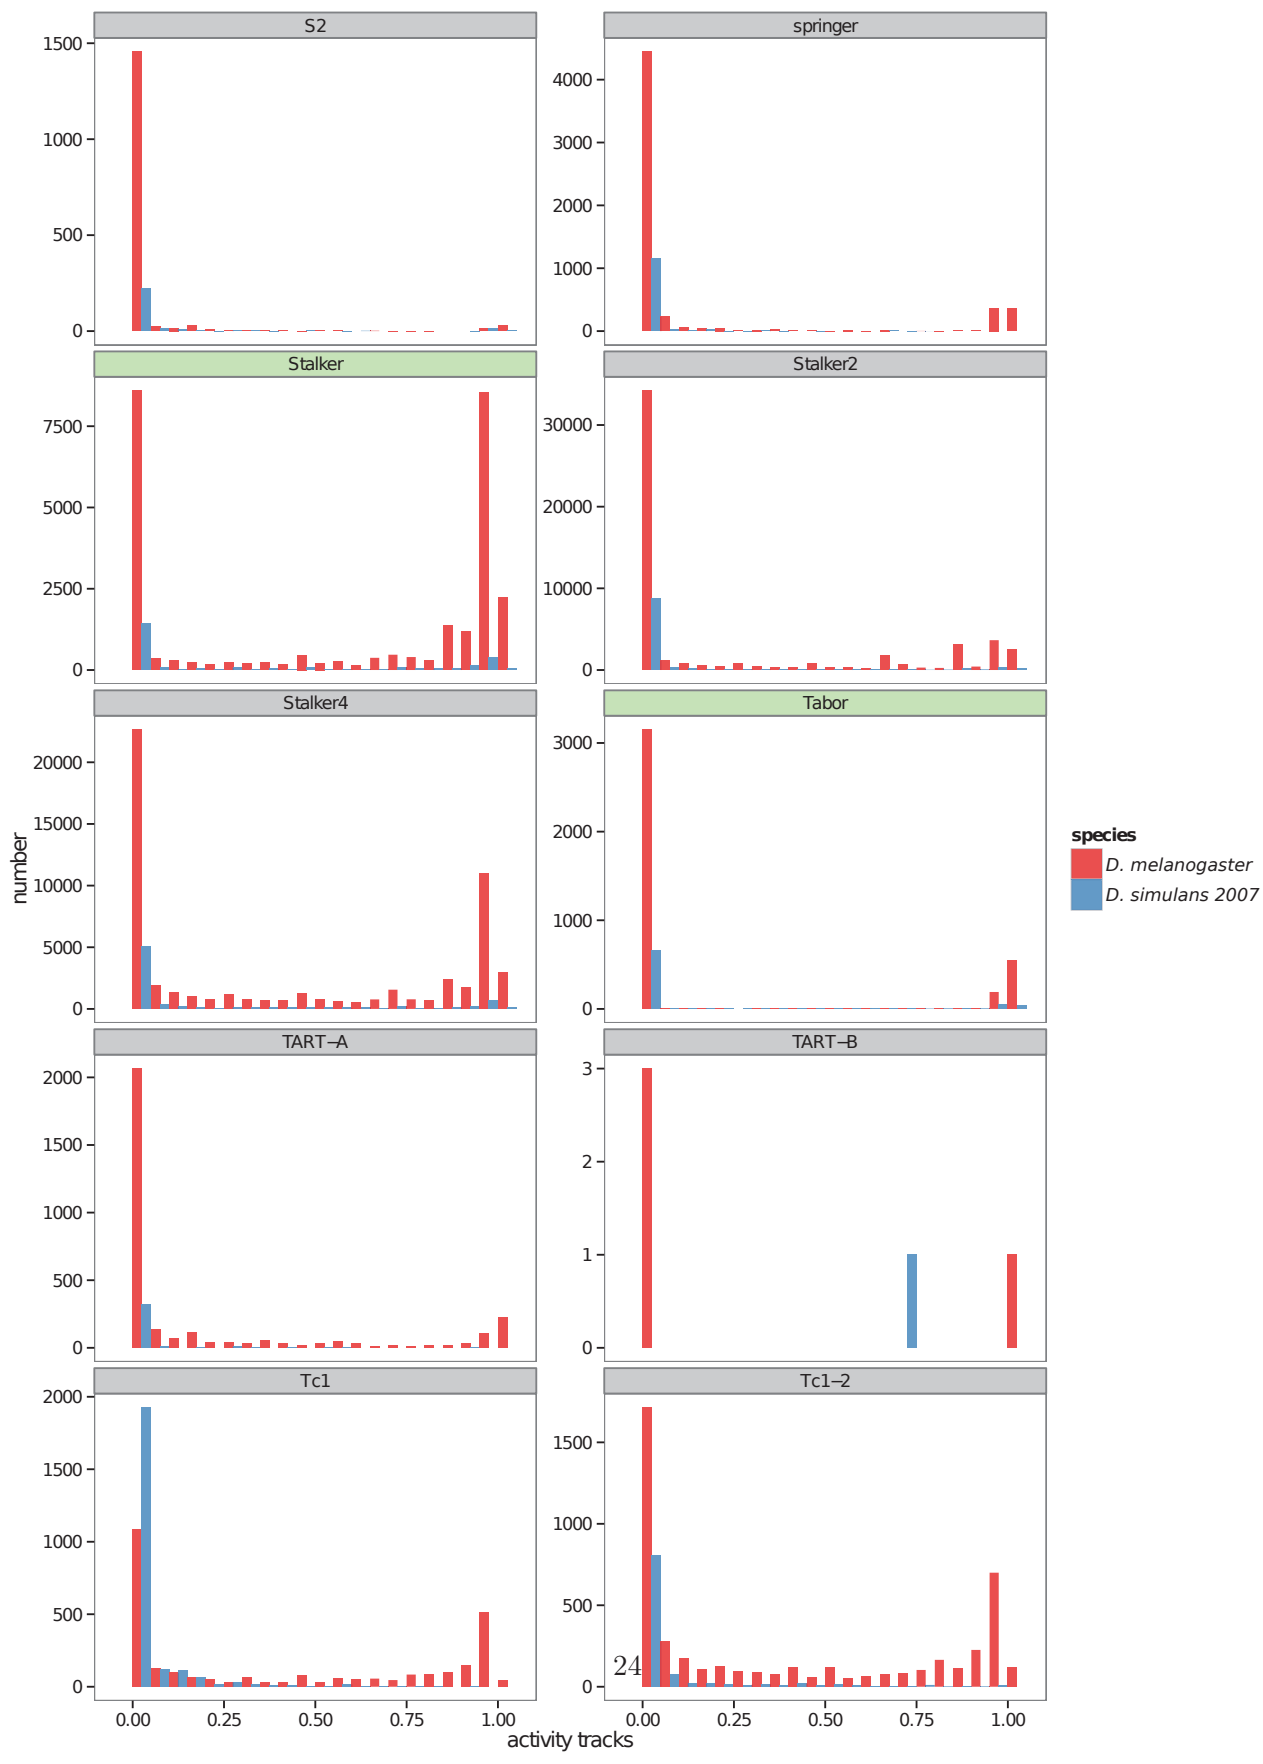 S2
springer
1500
1000
500
0
4000
3000
2000
1000
0
Stalker
Stalker2
7500
5000
2500
0
30000
20000
10000
0
Stalker4
Tabor
20000
15000
10000
5000
0
3000
2000
1000
0
number
species
D. melanogaster
D. simulans 2007
TART−A
TART−B
2000
1500
1000
500
0
3
2
1
0
Tc1
Tc1−2
2000
1500
1000
500
0
1500
1000
500
0
24
0.00 0.25 0.50 0.75 1.00
0.00 0.25 0.50 0.75 1.00
activity tracks